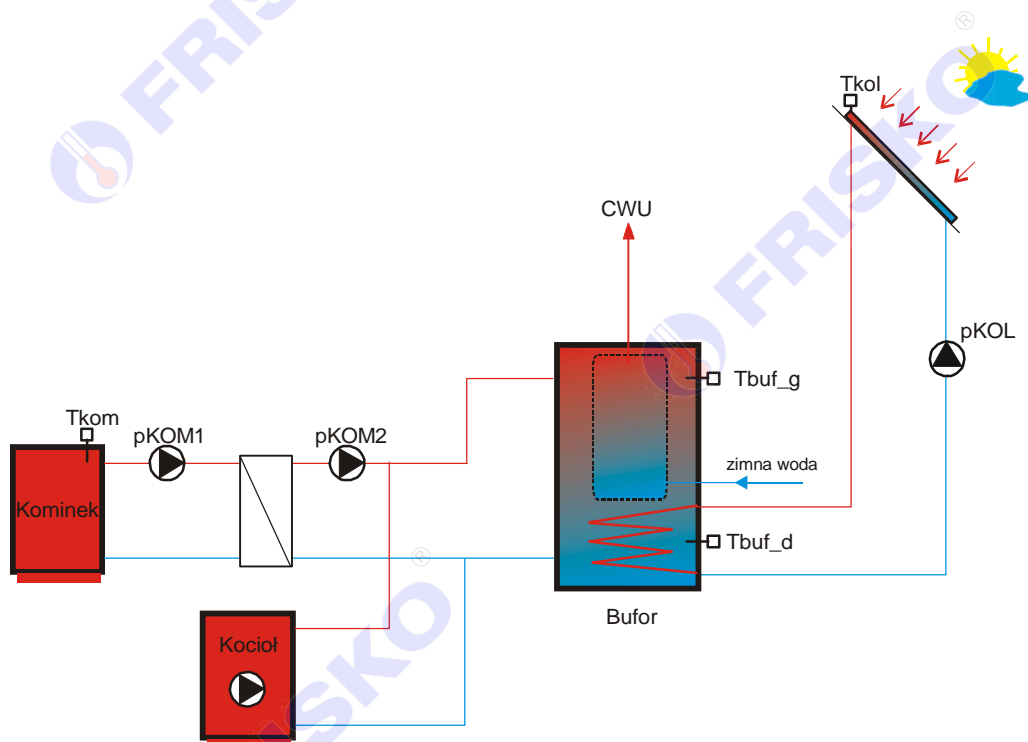 FRISKO
®
Tkol
CWU
FRISKO
®
pKOL
Tbuf_g
Tkom
pKOM1
pKOM2
zimna woda
Kominek
Tbuf_d
®
Bufor
Kocioł
FRISKO